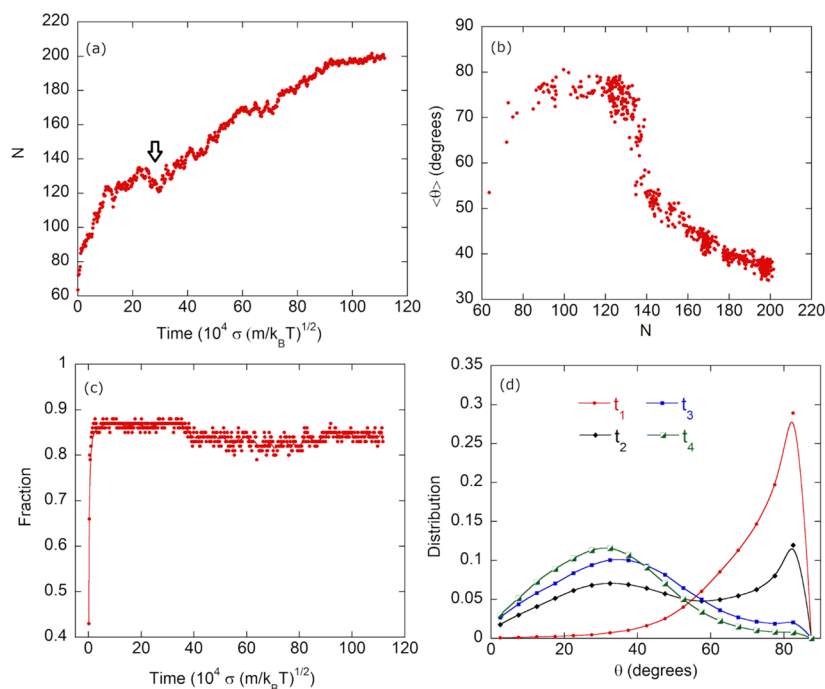 (a)
220
200
180
160
140
120
100
80
60
N
0 20 40 60 80 100 120
Time (10⁴ σ (m/k_BT)^1/2)
(b)
90
80
70
60
50
40
30
<θ> (degrees)
60 80 100 120 140 160 180 200 220
N
(c)
1
0.9
0.8
0.7
0.6
0.5
0.4
Fraction
0 20 40 60 80 100 120
Time (10⁴ σ (m/k_BT)^1/2)
(d)
0.35
0.3
0.25
0.2
0.15
0.1
0.05
0
Distribution
t₁ t₃
t₂ t₄
0 20 40 60 80
θ (degrees)